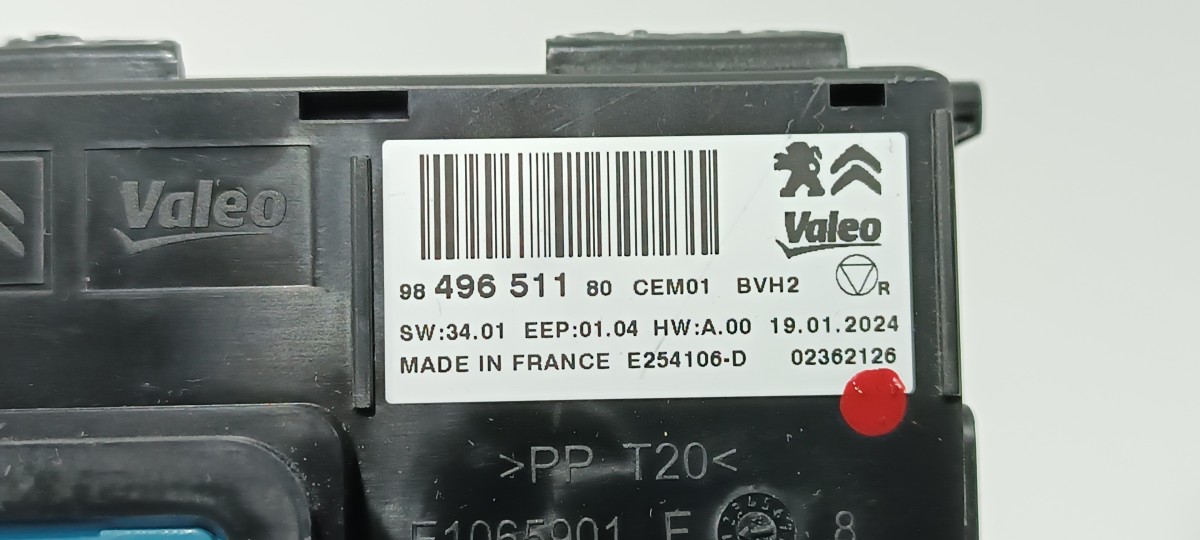 Valeo
Valeo
98 496 511 80 CEM01 BVH2
R
SW:34.01 EEP:01.04 HW:A.00 19.01.2024
MADE IN FRANCE E254106-D 02362126
>PP T20<
E1065901 E 8